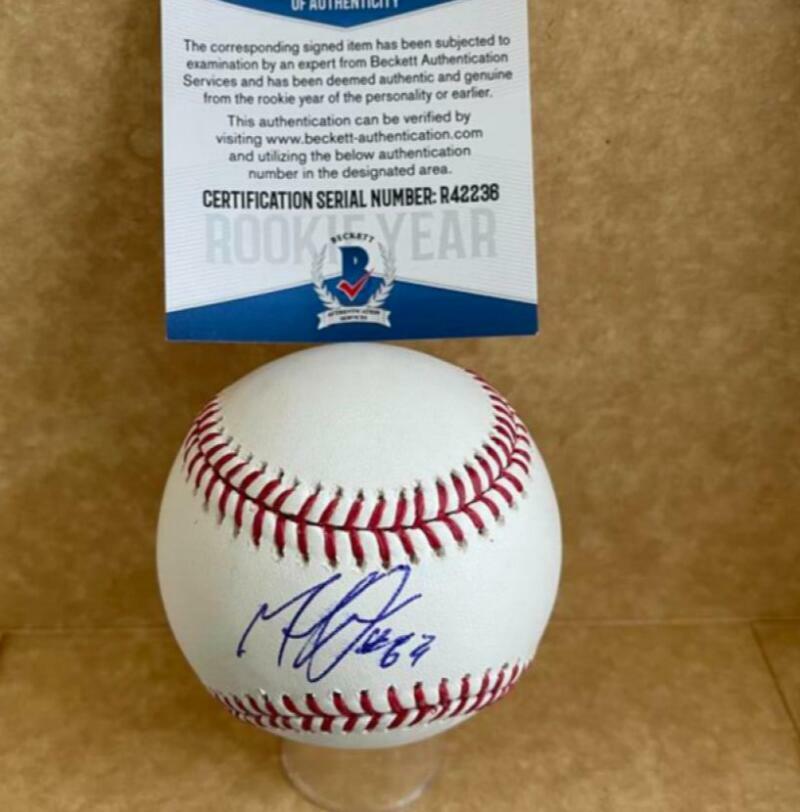 OF AUTHENTICITY
The corresponding signed item has been subjected to
examination by an expert from Beckett Authentication
Services and has been deemed authentic and genuine
from the rookie year of the personality or earlier.
This authentication can be verified by
visiting www.beckett-authentication.com
and utilizing the below authentication
number in the designated area.
CERTIFICATION SERIAL NUMBER: R42236
ROOKIE YEAR
BECKETT
B
AUTHENTICATION
SERVICES